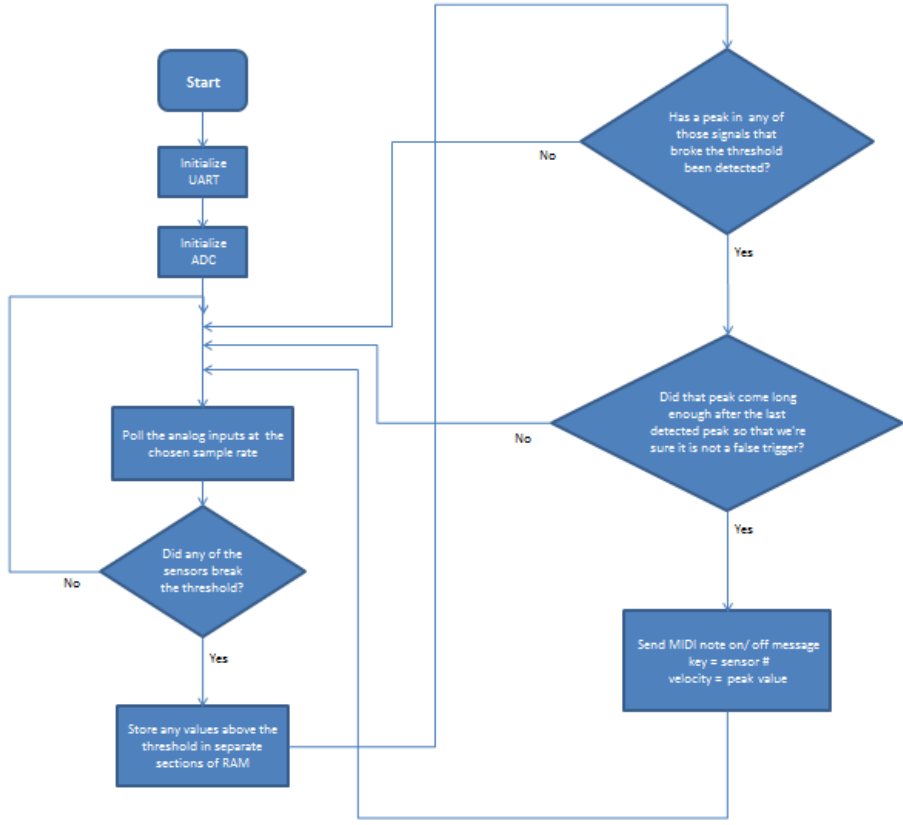 Start
Initialize
UART
Initialize
ADC
Poll the analog inputs at the
chosen sample rate
Did any of the
sensors break
the threshold?
No
Yes
Store any values above the
threshold in separate
sections of RAM
Has a peak in any of
those signals that
broke the threshold
been detected?
No
Yes
Did that peak come long
enough after the last
detected peak so that we're
sure it is not a false trigger?
No
Yes
Send MIDI note on/ off message
key = sensor #
velocity = peak value